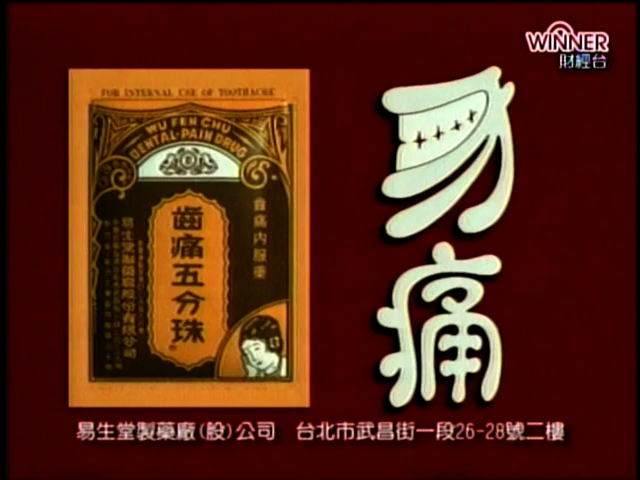 WINNER
財經台
FOR INTERNAL USE OF TOOTHACHE
WU FEN CHU
DENTAL-PAIN DRUG
齒痛內服藥
齒痛五分珠
易生堂製藥廠股份有限公司
勿痛
易生堂製藥廠(股)公司 台北市武昌街一段26-28號二樓